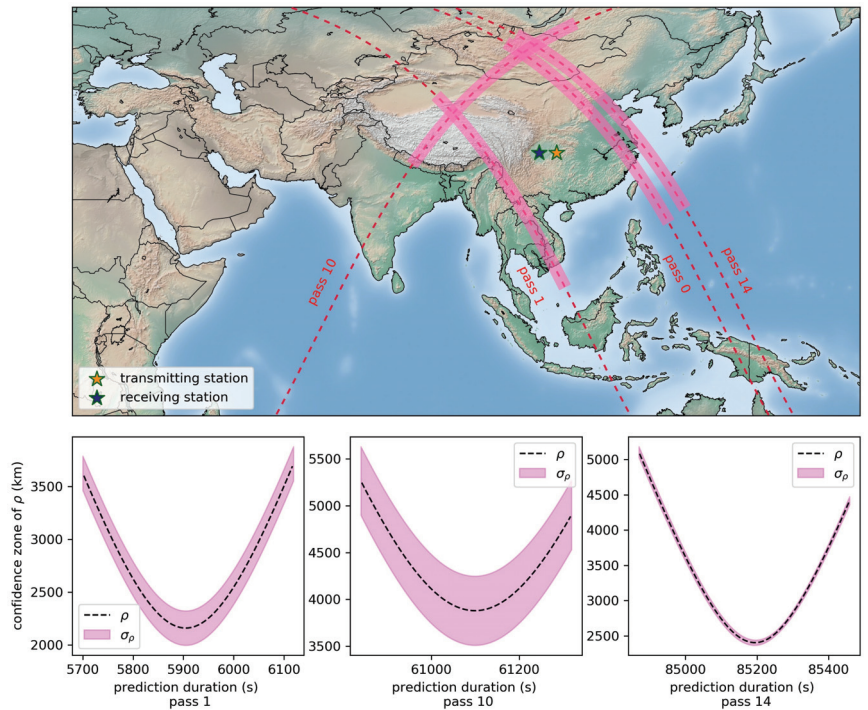 pass 10
pass 1
pass 0
pass 14
transmitting station
receiving station
confidence zone of ρ (km)
3500
3000
2500
2000
ρ
σρ
5700 5800 5900 6000 6100
prediction duration (s)
pass 1
5500
5000
4500
4000
3500
ρ
σρ
61000 61200
prediction duration (s)
pass 10
5000
4500
4000
3500
3000
2500
ρ
σρ
85000 85200 85400
prediction duration (s)
pass 14